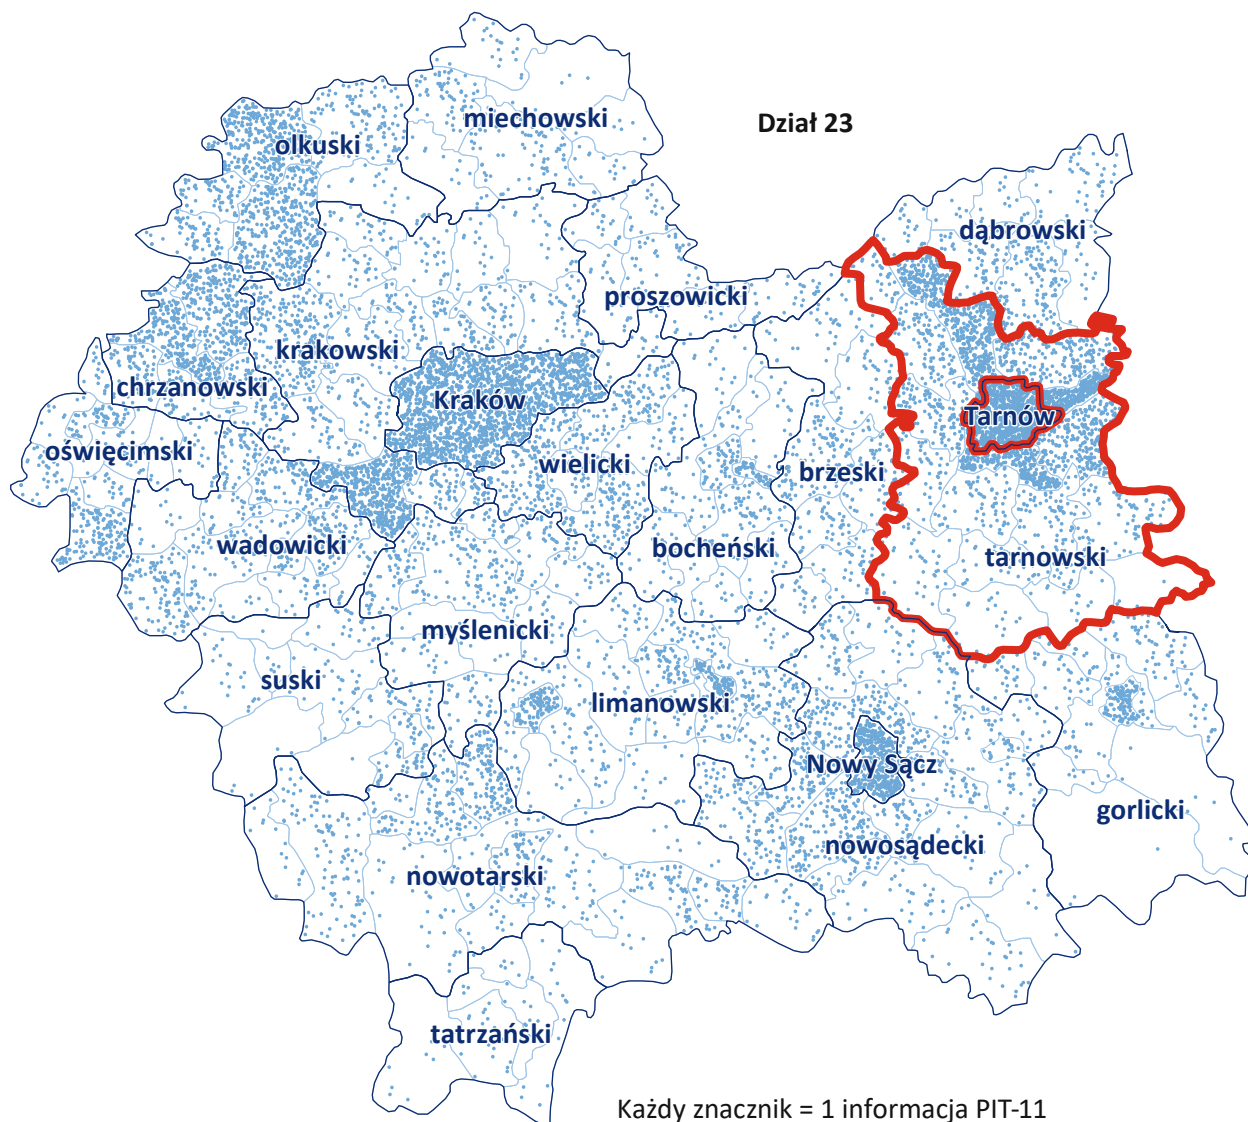 miechowski
Dział 23
olkuski
dąbrowski
proszowicki
krakowski
chrzanowski
Kraków
Tarnów
oświęcimski
wielicki
brzeski
wadowicki
bocheński
tarnowski
myślenicki
suski
limanowski
Nowy Sącz
gorlicki
nowosądecki
nowotarski
tatrzański
Każdy znacznik = 1 informacja PIT-11